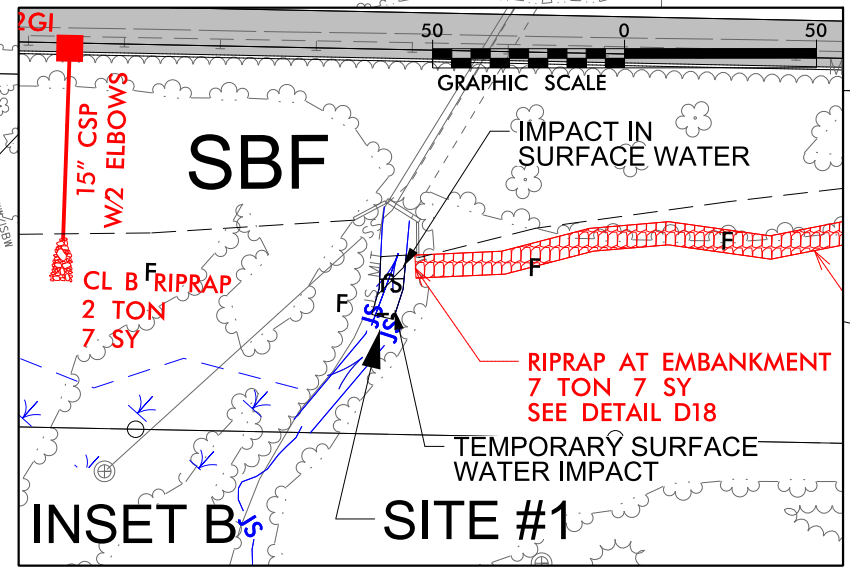 2GI
50 0 50
GRAPHIC SCALE
15" CSP
W/2 ELBOWS
SBF
IMPACT IN
SURFACE WATER
F
F
F
F
CL B RIPRAP
2 TON
7 SY
TS
SF
JS
RIPRAP AT EMBANKMENT
7 TON 7 SY
SEE DETAIL D18
TEMPORARY SURFACE
WATER IMPACT
INSET B
JS
SITE #1